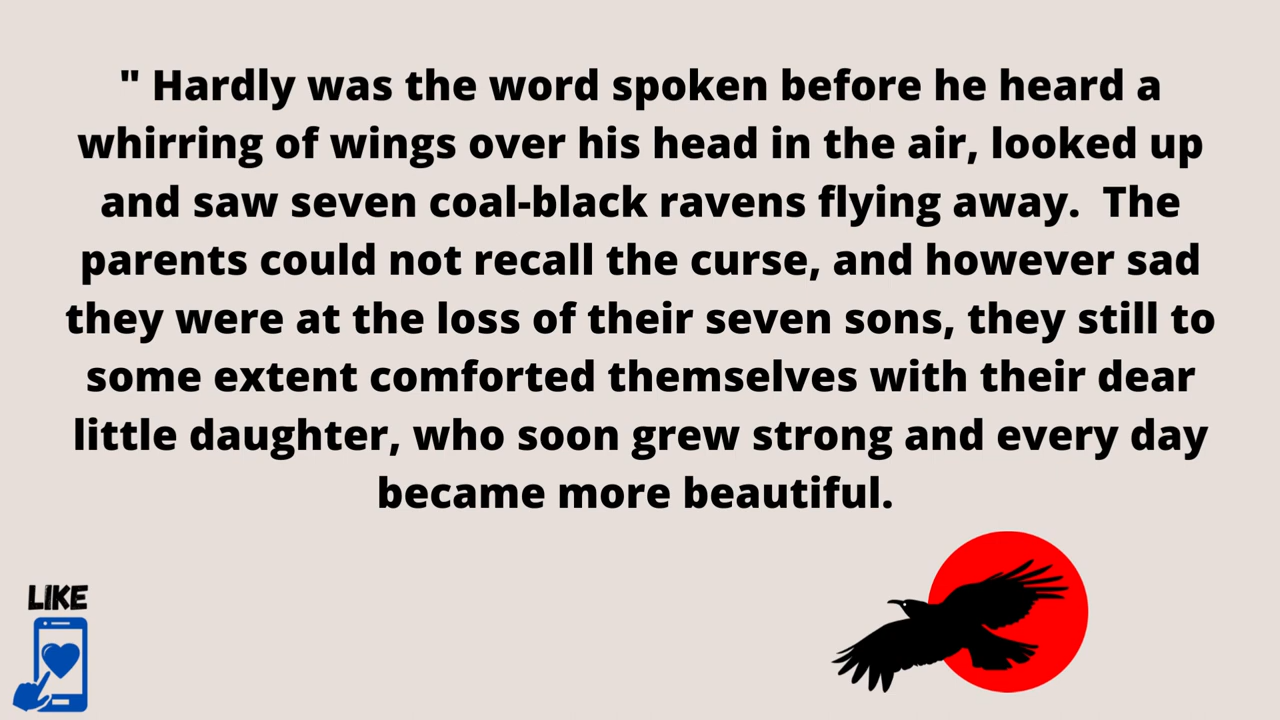 " Hardly was the word spoken before he heard a
whirring of wings over his head in the air, looked up
and saw seven coal-black ravens flying away.  The
parents could not recall the curse, and however sad
they were at the loss of their seven sons, they still to
some extent comforted themselves with their dear
little daughter, who soon grew strong and every day
became more beautiful.
LIKE